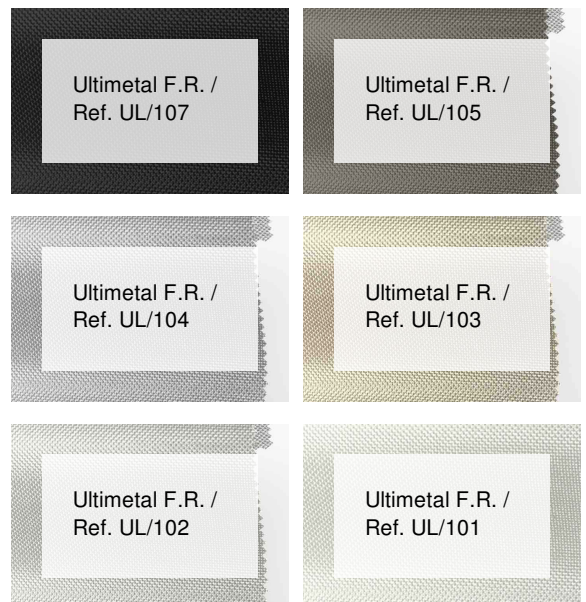 Ultimetal F.R. /
Ref. UL/107
Ultimetal F.R. /
Ref. UL/105
Ultimetal F.R. /
Ref. UL/104
Ultimetal F.R. /
Ref. UL/103
Ultimetal F.R. /
Ref. UL/102
Ultimetal F.R. /
Ref. UL/101